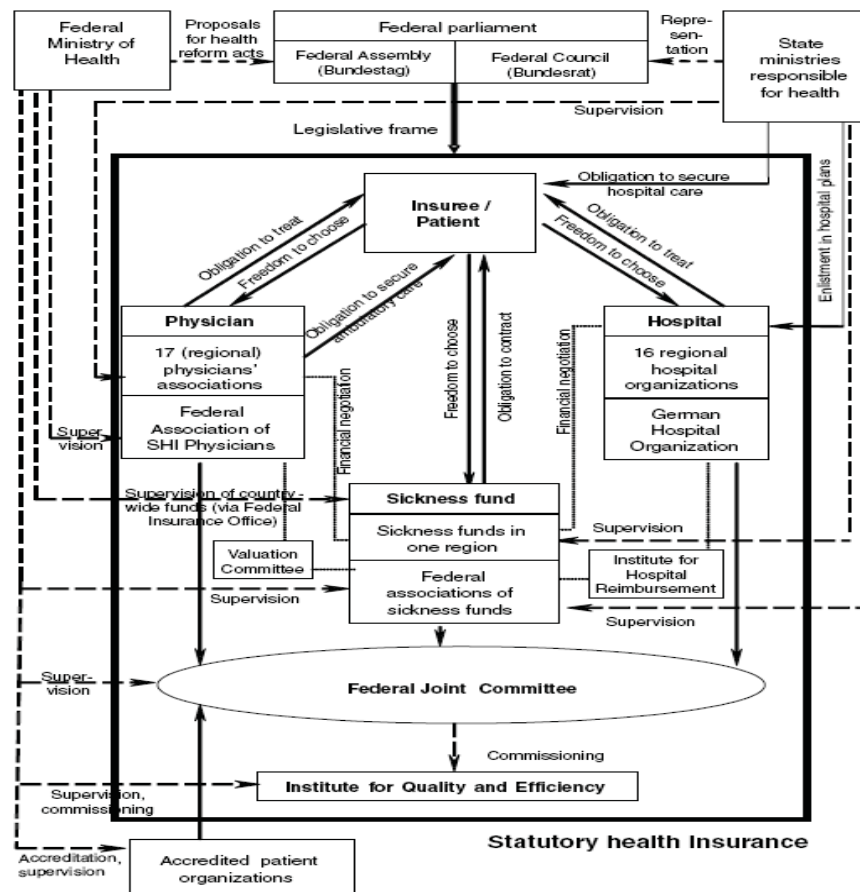 Federal
Ministry of
Health
Proposals
for health
reform acts
Federal parliament
Federal Assembly
(Bundestag)
Federal Council
(Bundesrat)
Repre-
sen-
tation
State
ministries
responsible
for health
Supervision
Legislative frame
Insuree /
Patient
Obligation to secure
hospital care
Enlistment in hospital plans
Obligation to treat
Freedom to choose
Obligation to secure
ambulatory care
Obligation to treat
Freedom to choose
Physician
17 (regional)
physicians’
associations
Federal
Association of
SHI Physicians
Financial negotiation
Freedom to choose
Obligation to contract
Financial negotiation
Hospital
16 regional
hospital
organizations
German
Hospital
Organization
Super
vision
Supervision of country-
wide funds (via Federal
Insurance Office)
Sickness fund
Sickness funds in
one region
Federal
associations of
sickness funds
Valuation
Committee
Supervision
Supervision
Institute for
Hospital
Reimbursement
Supervision
Super-
vision
Federal Joint Committee
Commissioning
Institute for Quality and Efficiency
Supervision,
commissioning
Statutory health Insurance
Accreditation,
supervision
Accredited patient
organizations